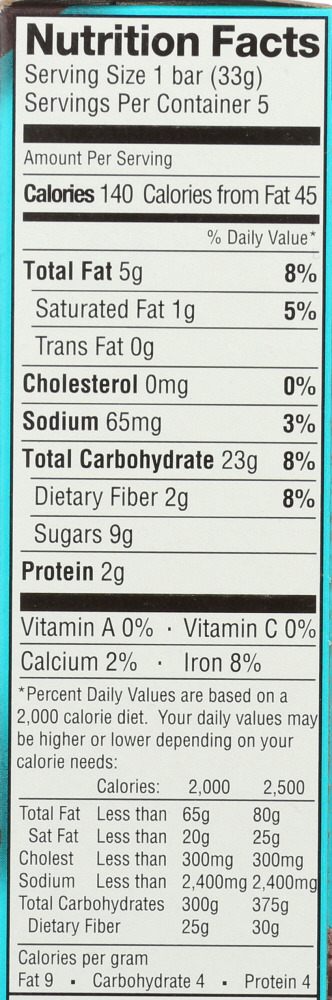 Nutrition Facts
Serving Size 1 bar (33g)
Servings Per Container 5
Amount Per Serving
Calories 140 Calories from Fat 45
% Daily Value*
Total Fat 5g 8%
Saturated Fat 1g 5%
Trans Fat 0g
Cholesterol 0mg 0%
Sodium 65mg 3%
Total Carbohydrate 23g 8%
Dietary Fiber 2g 8%
Sugars 9g
Protein 2g
Vitamin A 0% · Vitamin C 0%
Calcium 2% · Iron 8%
*Percent Daily Values are based on a
2,000 calorie diet. Your daily values may
be higher or lower depending on your
calorie needs:
Calories: 2,000 2,500
Total Fat Less than 65g 80g
Sat Fat Less than 20g 25g
Cholest Less than 300mg 300mg
Sodium Less than 2,400mg 2,400mg
Total Carbohydrates 300g 375g
Dietary Fiber 25g 30g
Calories per gram
Fat 9 • Carbohydrate 4 • Protein 4